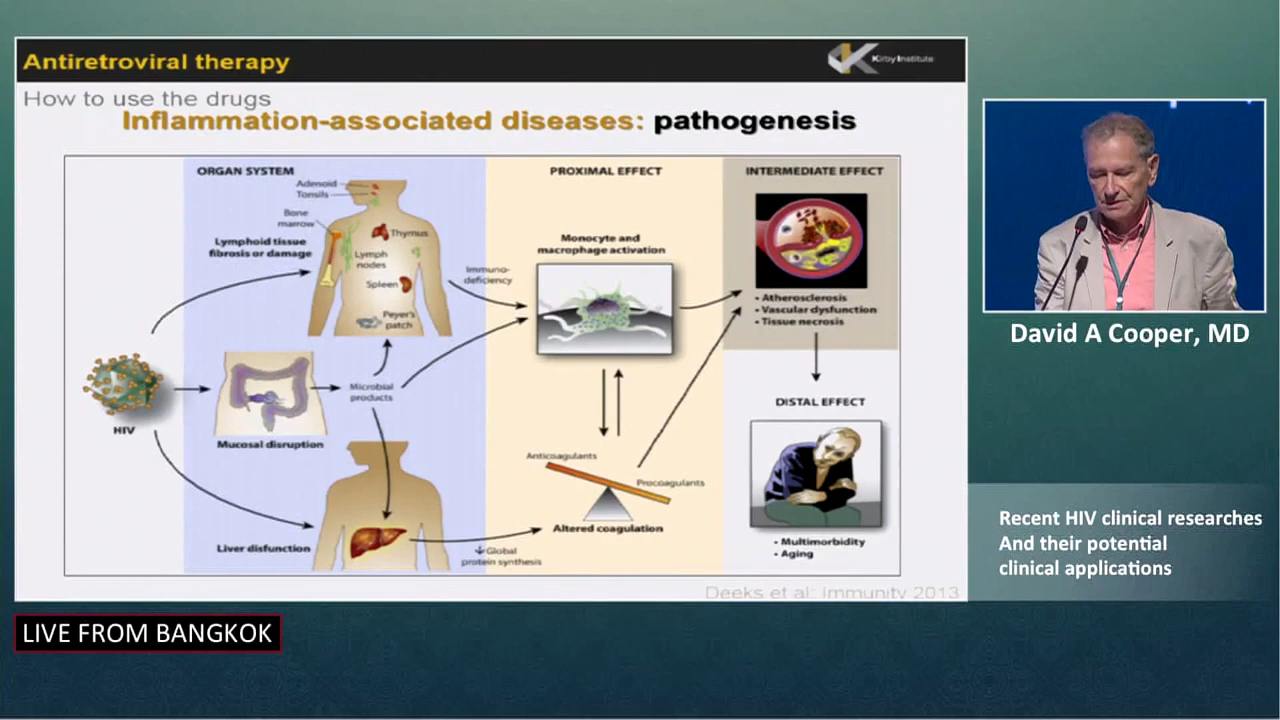 Antiretroviral therapy
Kirby Institute
How to use the drugs
Inflammation-associated diseases: pathogenesis
ORGAN SYSTEM
PROXIMAL EFFECT
INTERMEDIATE EFFECT
Adenoid
Tonsils
Bone
marrow
Thymus
Lymphoid tissue
fibrosis or damage
Lymph
nodes
Spleen
Peyer's
patch
Immuno-
deficiency
Monocyte and
macrophage activation
• Atherosclerosis
• Vascular dysfunction
• Tissue necrosis
HIV
Mucosal disruption
Microbial
products
DISTAL EFFECT
Anticoagulants
Procoagulants
Altered coagulation
Liver disfunction
↓ Global
protein synthesis
• Multimorbidity
• Aging
Deeks et al: Immunity 2013
David A Cooper, MD
Recent HIV clinical researches
And their potential
clinical applications
LIVE FROM BANGKOK